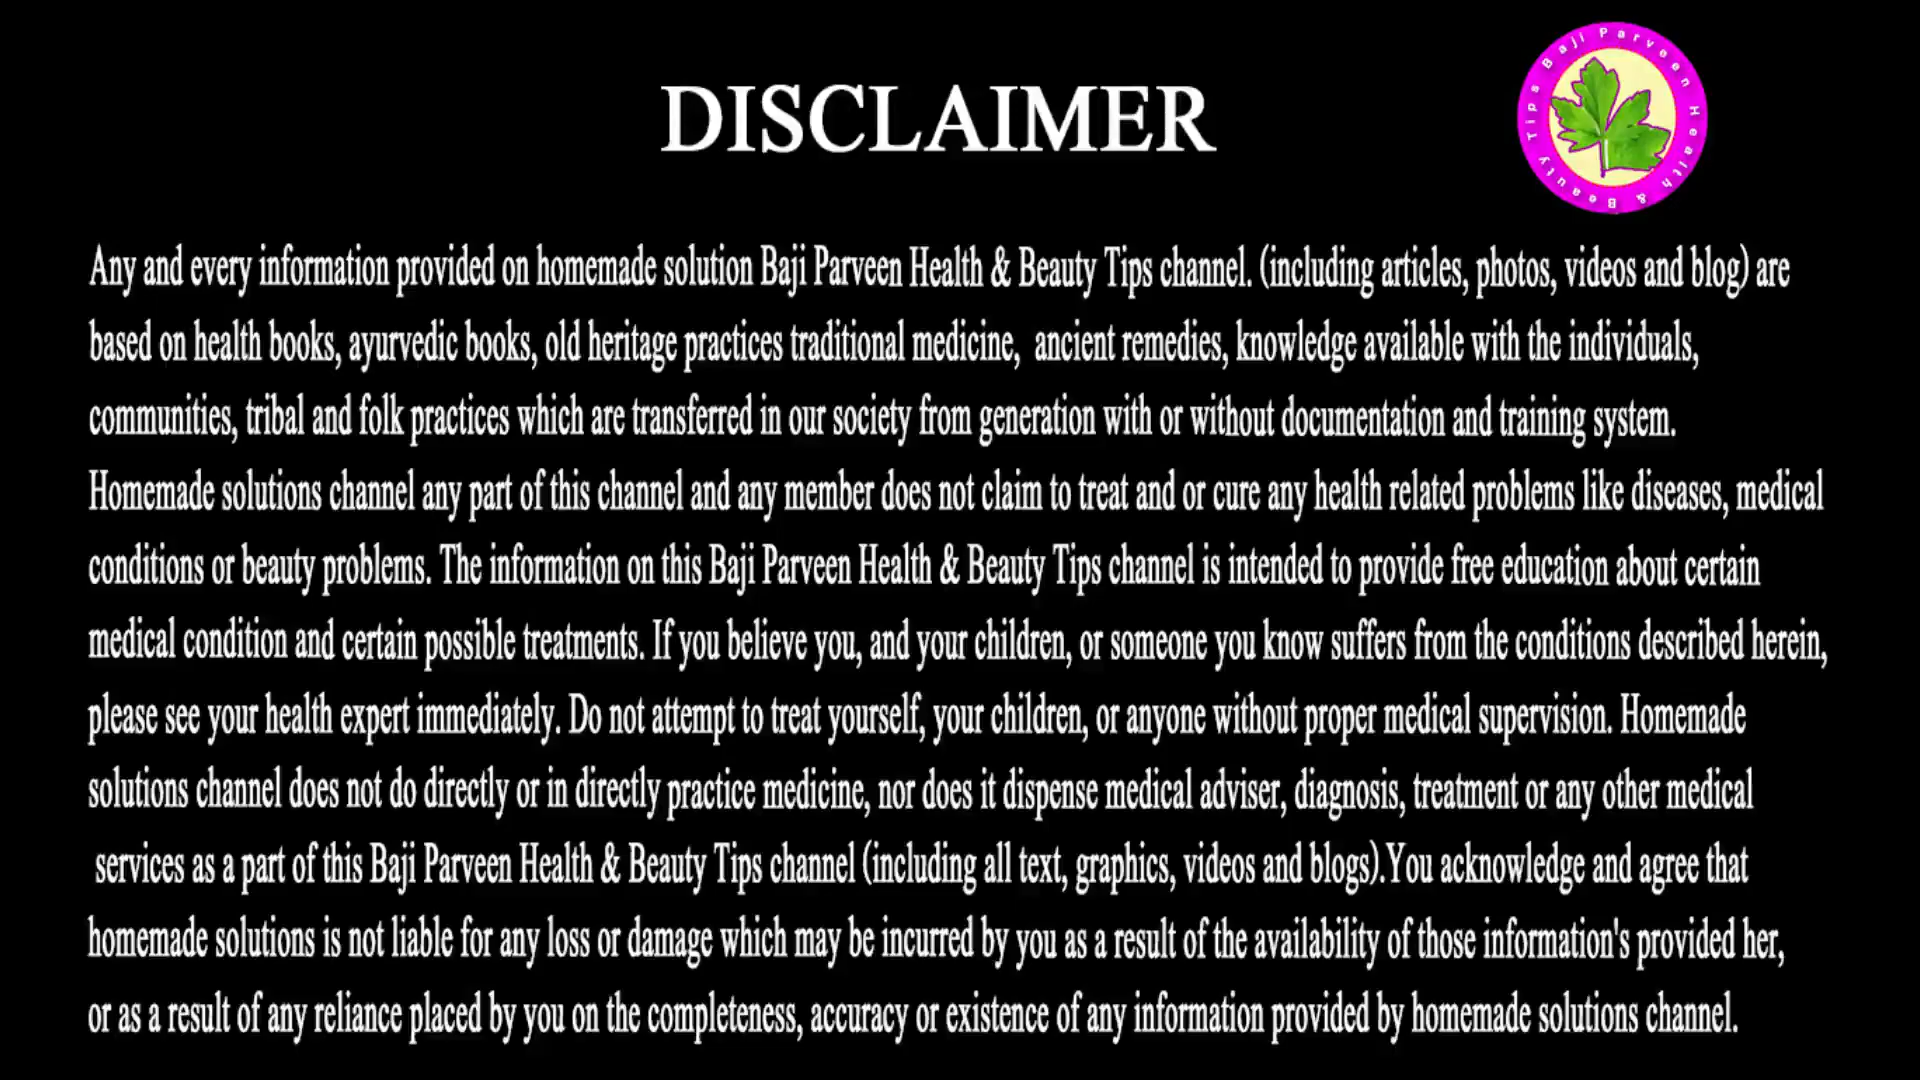 DISCLAIMER
Baji Parveen Health & Beauty Tips
Any and every information provided on homemade solution Baji Parveen Health & Beauty Tips channel. (including articles, photos, videos and blog) are
based on health books, ayurvedic books, old heritage practices traditional medicine, ancient remedies, knowledge available with the individuals,
communities, tribal and folk practices which are transferred in our society from generation with or without documentation and training system.
Homemade solutions channel any part of this channel and any member does not claim to treat and or cure any health related problems like diseases, medical
conditions or beauty problems. The information on this Baji Parveen Health & Beauty Tips channel is intended to provide free education about certain
medical condition and certain possible treatments. If you believe you, and your children, or someone you know suffers from the conditions described herein,
please see your health expert immediately. Do not attempt to treat yourself, your children, or anyone without proper medical supervision. Homemade
solutions channel does not do directly or in directly practice medicine, nor does it dispense medical adviser, diagnosis, treatment or any other medical
services as a part of this Baji Parveen Health & Beauty Tips channel (including all text, graphics, videos and blogs).You acknowledge and agree that
homemade solutions is not liable for any loss or damage which may be incurred by you as a result of the availability of those information's provided her,
or as a result of any reliance placed by you on the completeness, accuracy or existence of any information provided by homemade solutions channel.